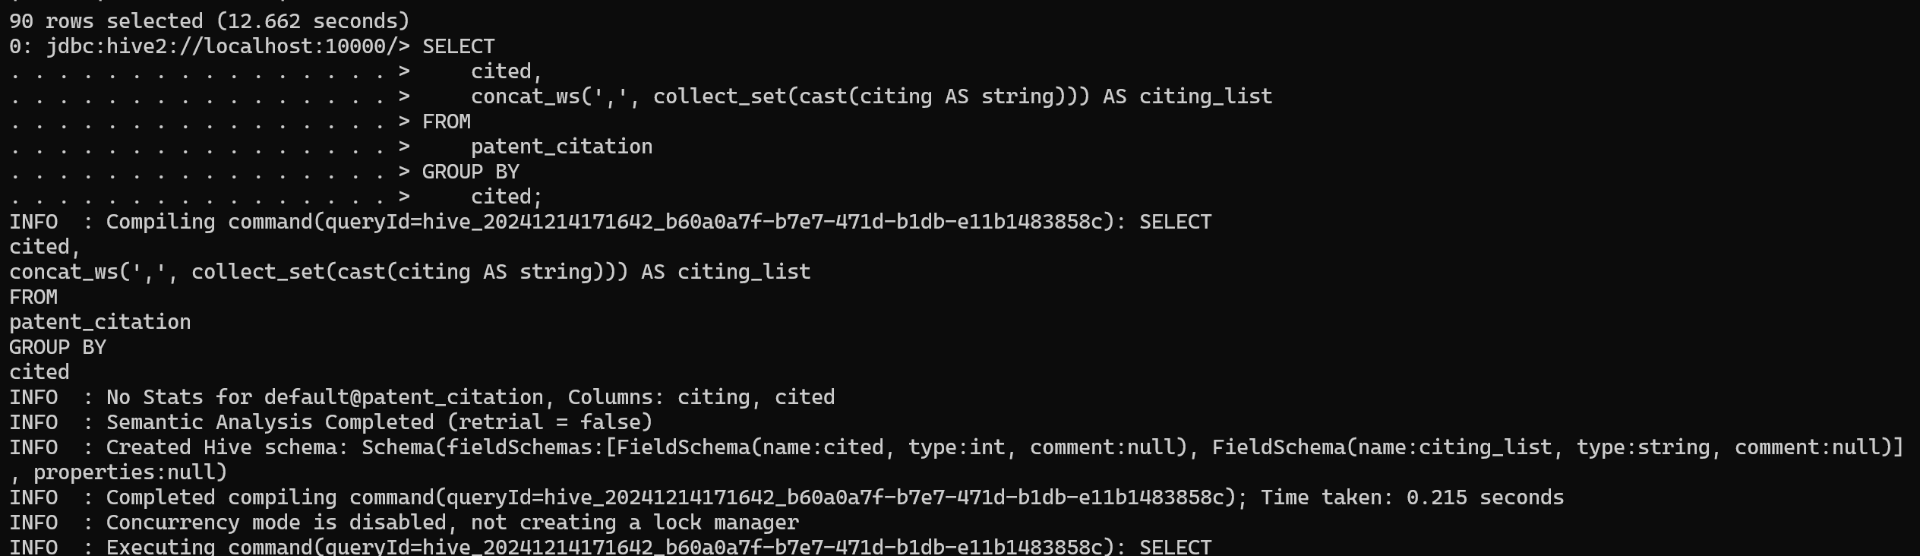 90 rows selected (12.662 seconds)
0: jdbc:hive2://localhost:10000/> SELECT
. . . . . . . . . . . . . . . . >     cited,
. . . . . . . . . . . . . . . . >     concat_ws(',', collect_set(cast(citing AS string))) AS citing_list
. . . . . . . . . . . . . . . . > FROM
. . . . . . . . . . . . . . . . >     patent_citation
. . . . . . . . . . . . . . . . > GROUP BY
. . . . . . . . . . . . . . . . >     cited;
INFO  : Compiling command(queryId=hive_20241214171642_b60a0a7f-b7e7-471d-b1db-e11b1483858c): SELECT
cited,
concat_ws(',', collect_set(cast(citing AS string))) AS citing_list
FROM
patent_citation
GROUP BY
cited
INFO  : No Stats for default@patent_citation, Columns: citing, cited
INFO  : Semantic Analysis Completed (retrial = false)
INFO  : Created Hive schema: Schema(fieldSchemas:[FieldSchema(name:cited, type:int, comment:null), FieldSchema(name:citing_list, type:string, comment:null)]
, properties:null)
INFO  : Completed compiling command(queryId=hive_20241214171642_b60a0a7f-b7e7-471d-b1db-e11b1483858c); Time taken: 0.215 seconds
INFO  : Concurrency mode is disabled, not creating a lock manager
INFO  : Executing command(queryId=hive_20241214171642_b60a0a7f-b7e7-471d-b1db-e11b1483858c): SELECT